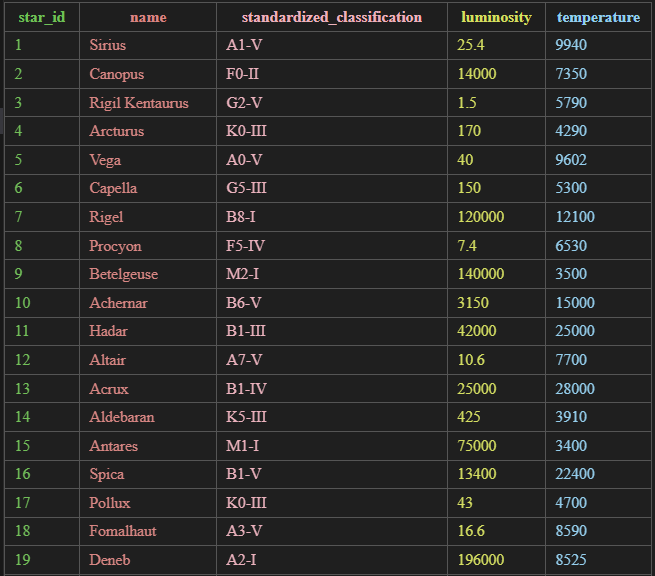 star_id name standardized_classification luminosity temperature
1 Sirius A1-V 25.4 9940
2 Canopus F0-II 14000 7350
3 Rigil Kentaurus G2-V 1.5 5790
4 Arcturus K0-III 170 4290
5 Vega A0-V 40 9602
6 Capella G5-III 150 5300
7 Rigel B8-I 120000 12100
8 Procyon F5-IV 7.4 6530
9 Betelgeuse M2-I 140000 3500
10 Achernar B6-V 3150 15000
11 Hadar B1-III 42000 25000
12 Altair A7-V 10.6 7700
13 Acrux B1-IV 25000 28000
14 Aldebaran K5-III 425 3910
15 Antares M1-I 75000 3400
16 Spica B1-V 13400 22400
17 Pollux K0-III 43 4700
18 Fomalhaut A3-V 16.6 8590
19 Deneb A2-I 196000 8525